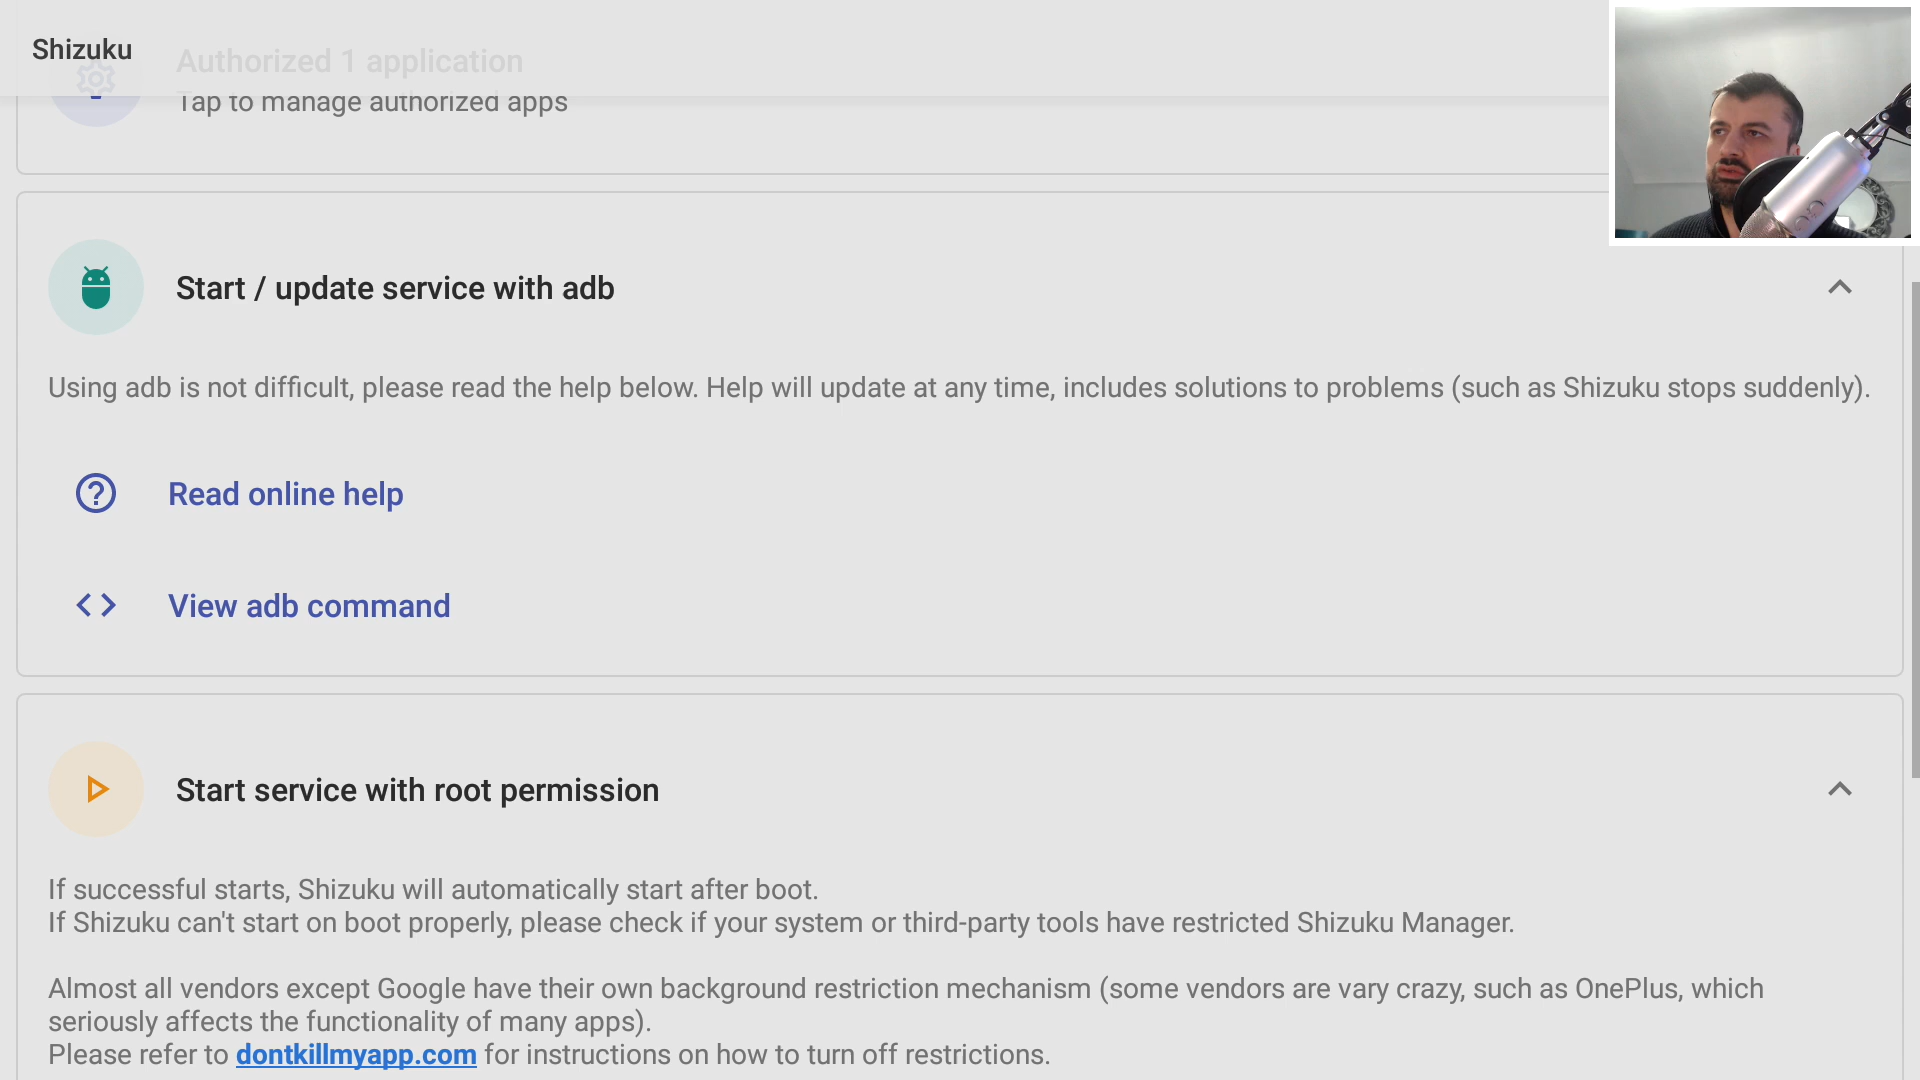 Shizuku
Authorized 1 application
Tap to manage authorized apps
Start / update service with adb
Using adb is not difficult, please read the help below. Help will update at any time, includes solutions to problems (such as Shizuku stops suddenly).
Read online help
View adb command
Start service with root permission
If successful starts, Shizuku will automatically start after boot.
If Shizuku can't start on boot properly, please check if your system or third-party tools have restricted Shizuku Manager.
Almost all vendors except Google have their own background restriction mechanism (some vendors are vary crazy, such as OnePlus, which
seriously affects the functionality of many apps).
Please refer to dontkillmyapp.com for instructions on how to turn off restrictions.